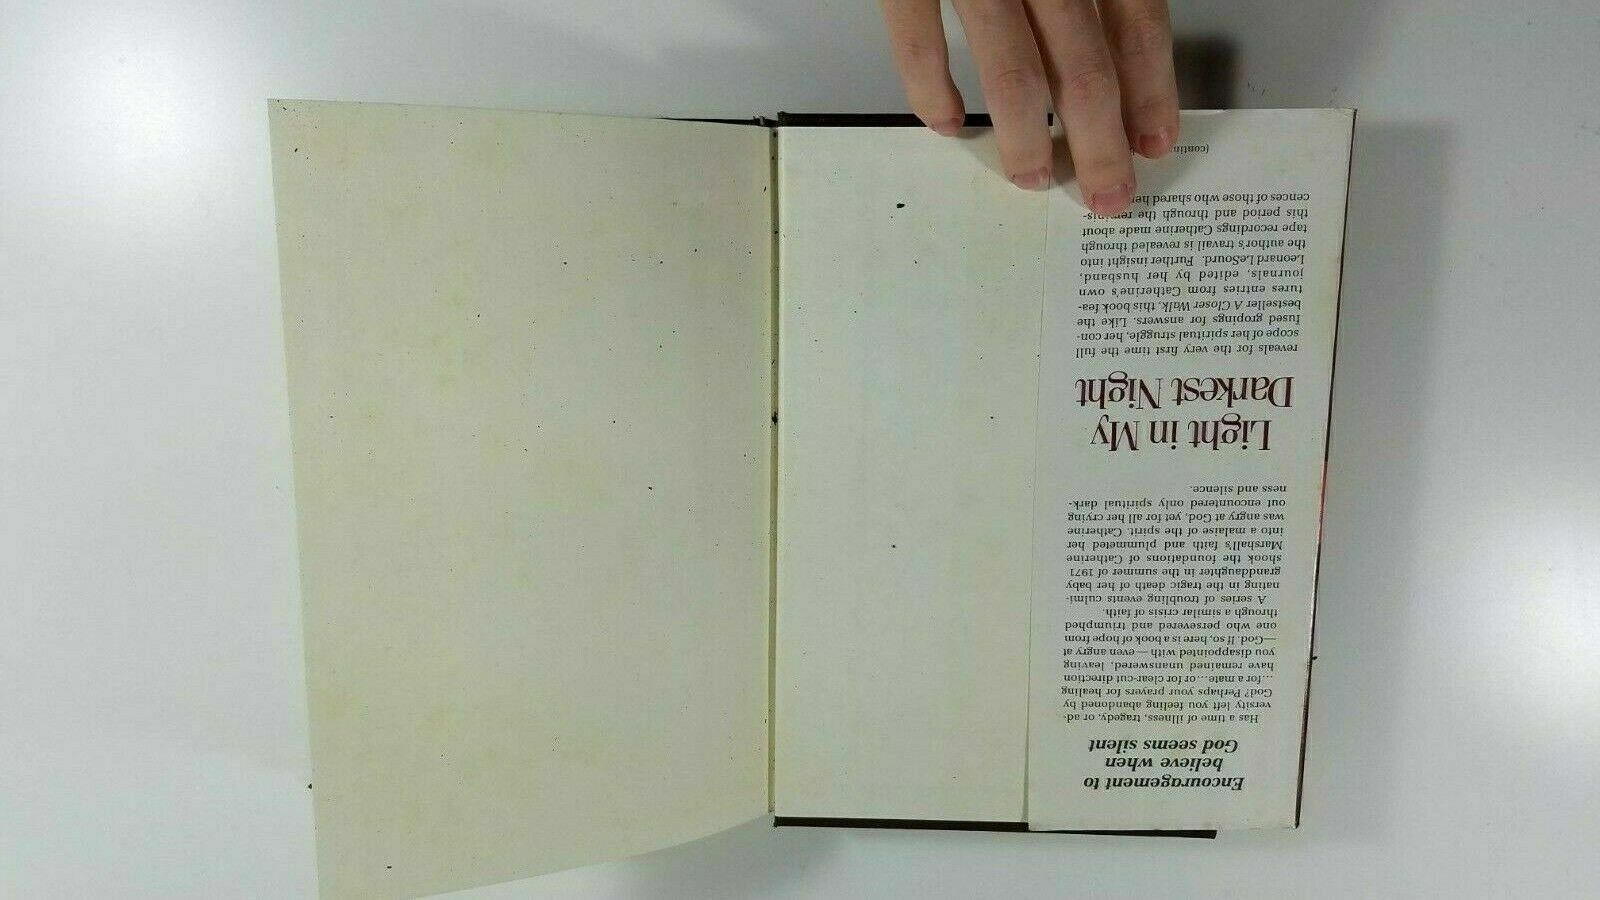 Encouragement to
believe when
God seems silent
Has a time of illness, tragedy, or ad-
versity left you feeling abandoned by
God? Perhaps your prayers for healing
...for a mate...or for clear-cut direction
have remained unanswered, leaving
you disappointed with—even angry at
—God. If so, here is a book of hope from
one who persevered and triumphed
through a similar crisis of faith.
A series of troubling events culmi-
nating in the tragic death of her baby
granddaughter in the summer of 1971
shook the foundations of Catherine
Marshall's faith and plummeted her
into a malaise of the spirit. Catherine
was angry at God, yet for all her crying
out encountered only spiritual dark-
ness and silence.
Light in My
Darkest Night
reveals for the very first time the full
scope of her spiritual struggle, her con-
fused gropings for answers. Like the
bestseller A Closer Walk, this book fea-
tures entries from Catherine's own
journals, edited by her husband,
Leonard LeSourd. Further insight into
the author's travail is revealed through
tape recordings Catherine made about
this period and through the reminis-
cences of those who shared her